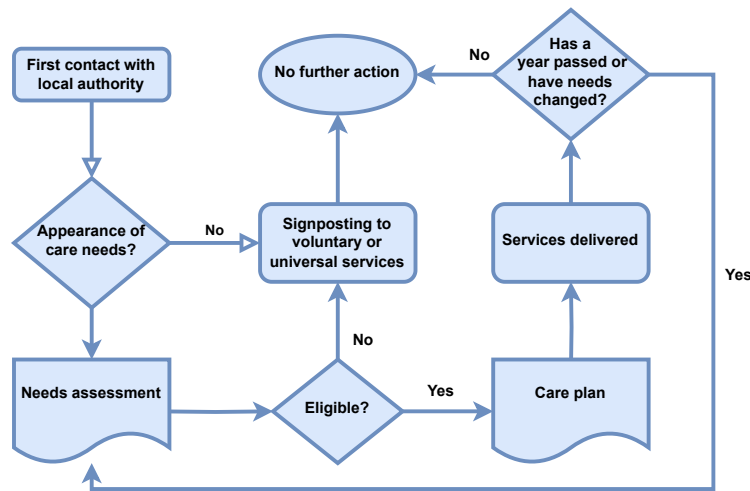 First contact with
local authority
No further action
No
Has a
year passed or
have needs
changed?
Appearance of
care needs?
No
Signposting to
voluntary or
universal services
Services delivered
Yes
No
Needs assessment
Eligible?
Yes
Care plan